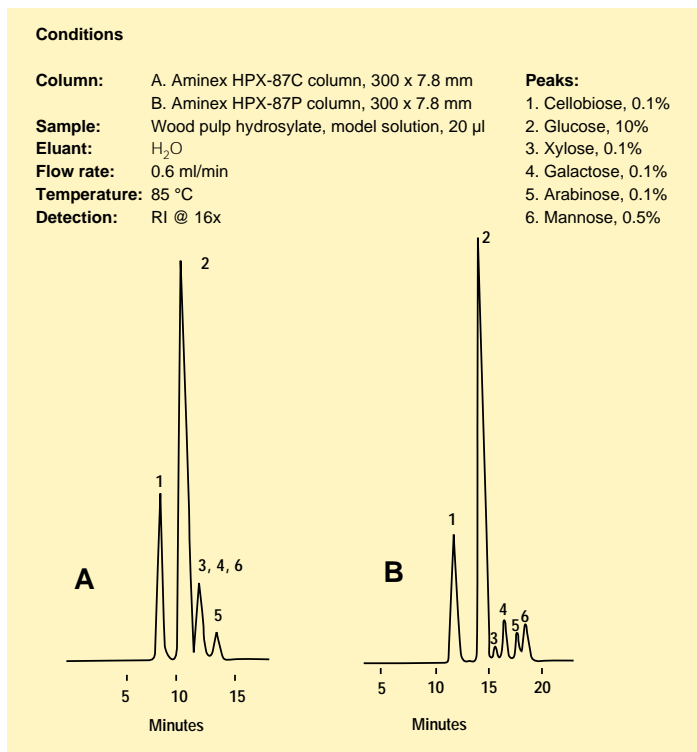 Conditions
Column: A. Aminex HPX-87C column, 300 x 7.8 mm
B. Aminex HPX-87P column, 300 x 7.8 mm
Sample: Wood pulp hydrosylate, model solution, 20 µl
Eluant: H₂O
Flow rate: 0.6 ml/min
Temperature: 85 °C
Detection: RI @ 16x
Peaks:
1. Cellobiose, 0.1%
2. Glucose, 10%
3. Xylose, 0.1%
4. Galactose, 0.1%
5. Arabinose, 0.1%
6. Mannose, 0.5%
2
1
3, 4, 6
5
A
5 10 15
Minutes
2
1
4
3
5
6
B
5 10 15 20
Minutes